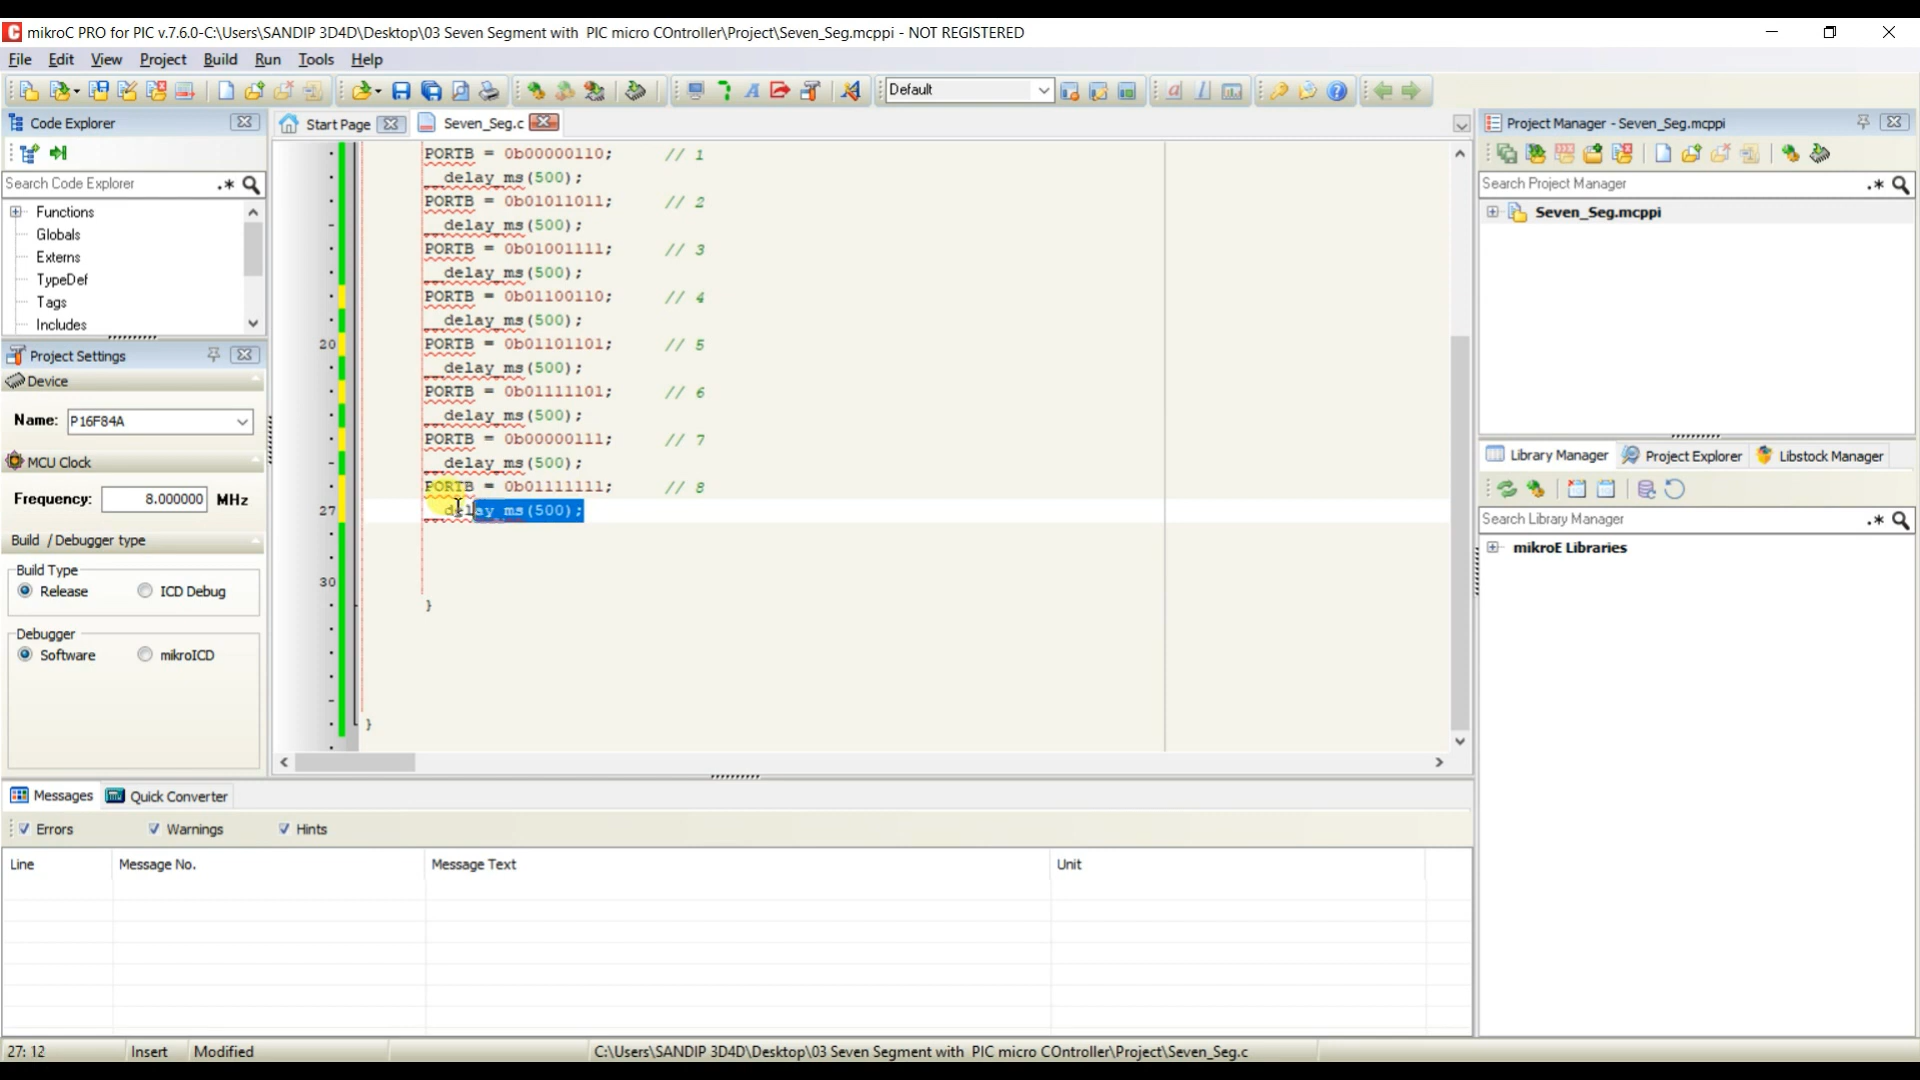 mikroC PRO for PIC v.7.6.0-C:\Users\SANDIP 3D4D\Desktop\03 Seven Segment with PIC micro COntroller\Project\Seven_Seg.mcppi - NOT REGISTERED
File Edit View Project Build Run Tools Help
Default
Code Explorer
Start Page
Seven_Seg.c
Project Manager - Seven_Seg.mcppi
Search Code Explorer
Search Project Manager
Functions
Globals
Externs
TypeDef
Tags
Includes
Seven_Seg.mcppi
PORTB = 0b00000110; // 1
__delay_ms(500);
PORTB = 0b01011011; // 2
__delay_ms(500);
PORTB = 0b01001111; // 3
__delay_ms(500);
PORTB = 0b01100110; // 4
__delay_ms(500);
20 PORTB = 0b01101101; // 5
__delay_ms(500);
PORTB = 0b01111101; // 6
__delay_ms(500);
PORTB = 0b00000111; // 7
__delay_ms(500);
PORTB = 0b01111111; // 8
27 __delay_ms(500);
30
}
}
Project Settings
Device
Name: P16F84A
MCU Clock
Frequency: 8.000000 MHz
Build / Debugger type
Build Type
Release ICD Debug
Debugger
Software mikroICD
Library Manager Project Explorer Libstock Manager
Search Library Manager
mikroE Libraries
Messages Quick Converter
Errors Warnings Hints
Line Message No. Message Text Unit
27: 12 Insert Modified C:\Users\SANDIP 3D4D\Desktop\03 Seven Segment with PIC micro COntroller\Project\Seven_Seg.c